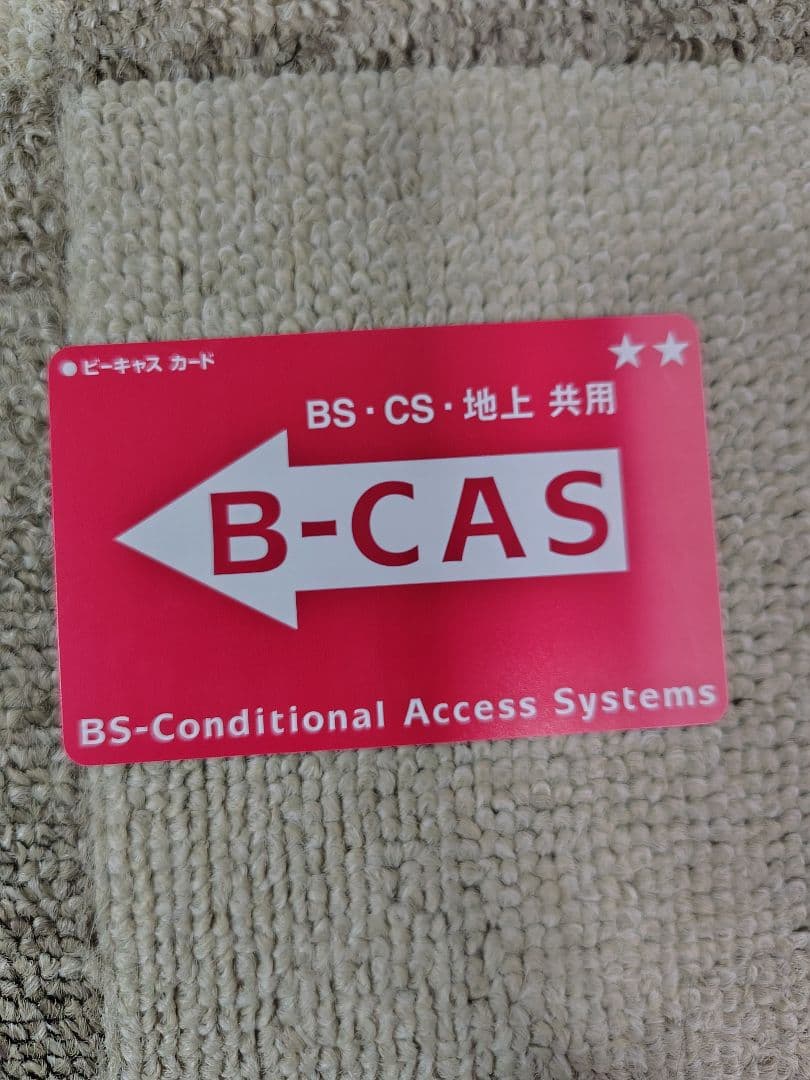 ●ビーキャス カード
★★
BS・CS・地上 共用
B-CAS
BS-Conditional Access Systems